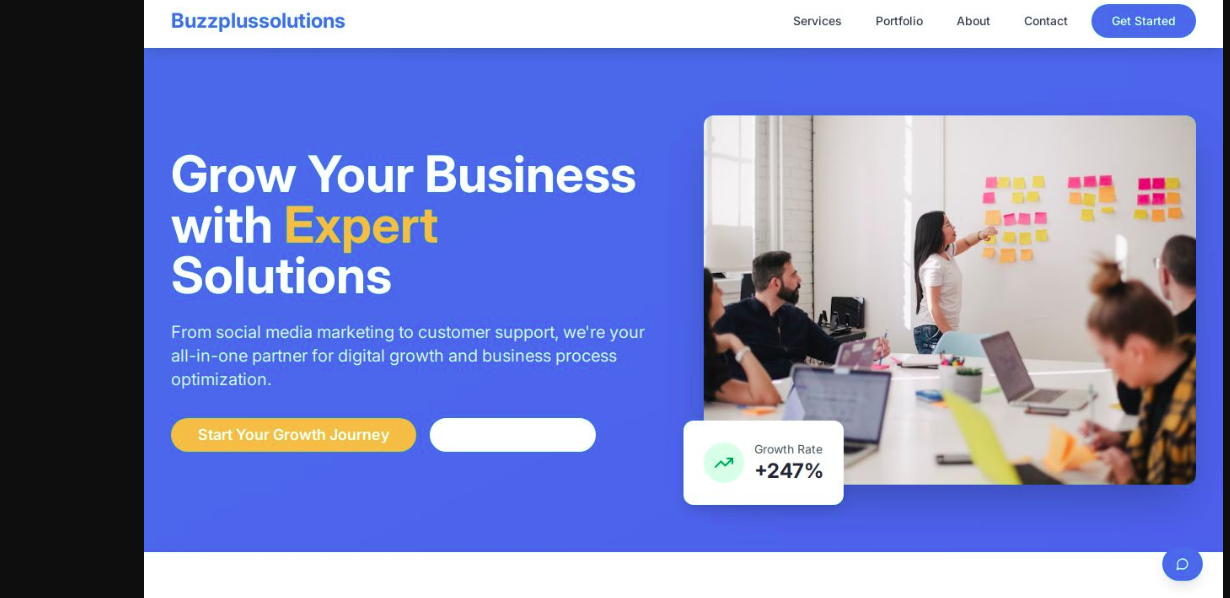 Buzzplussolutions
Services
Portfolio
About
Contact
Get Started
Grow Your Business
with Expert
Solutions
From social media marketing to customer support, we're your
all-in-one partner for digital growth and business process
optimization.
Start Your Growth Journey
Growth Rate
+247%